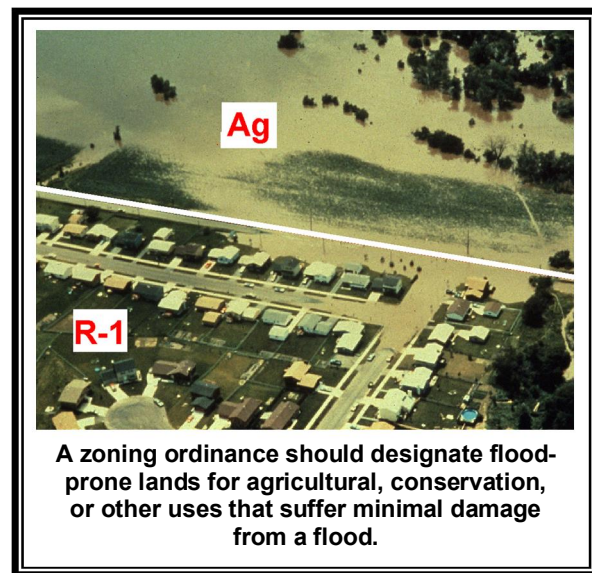 Ag
R-1
A zoning ordinance should designate flood-
prone lands for agricultural, conservation,
or other uses that suffer minimal damage
from a flood.